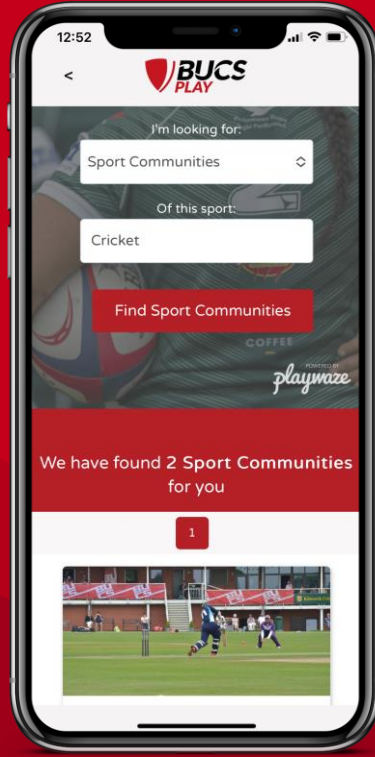 12:52
<
BUCS
PLAY
I'm looking for:
Sport Communities
Of this sport:
Cricket
Find Sport Communities
COFFEE
POWERED BY
playwaze
We have found 2 Sport Communities
for you
1